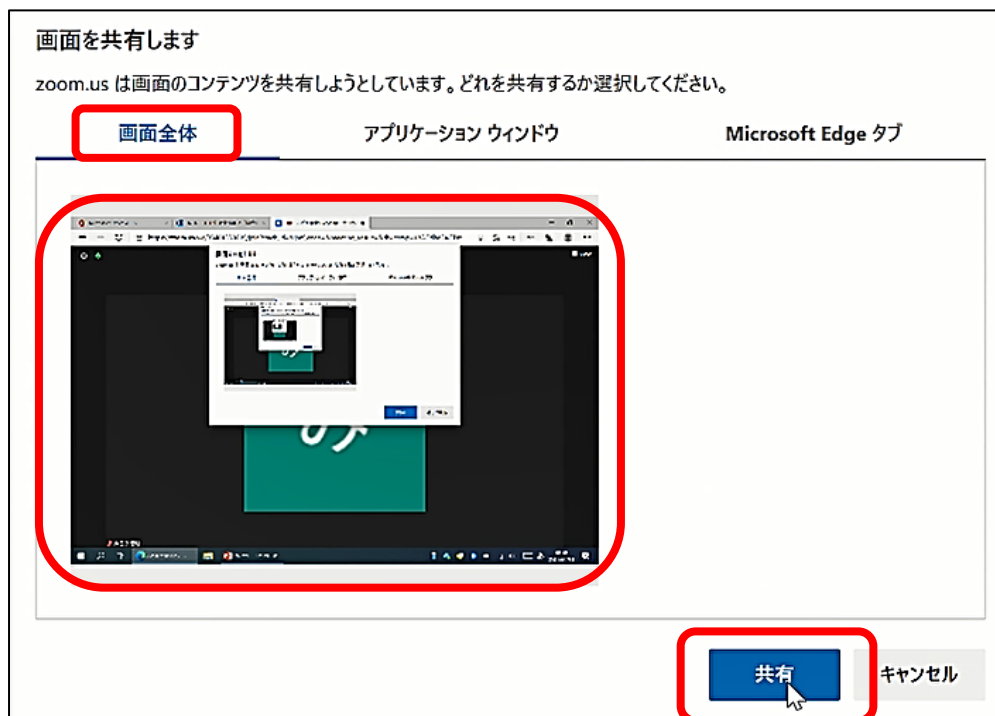 画面を共有します
zoom.us は画面のコンテンツを共有しようとしています。どれを共有するか選択してください。
画面全体
アプリケーション ウィンドウ
Microsoft Edge タブ
共有
キャンセル